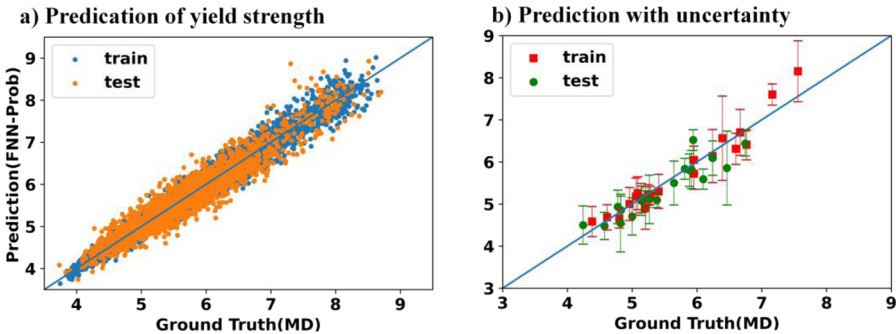 a) Predication of yield strength
train
test
9
8
7
6
5
4
Prediction(FNN-Prob)
4 5 6 7 8 9
Ground Truth(MD)
b) Prediction with uncertainty
train
test
9
8
7
6
5
4
3
3 4 5 6 7 8 9
Ground Truth(MD)